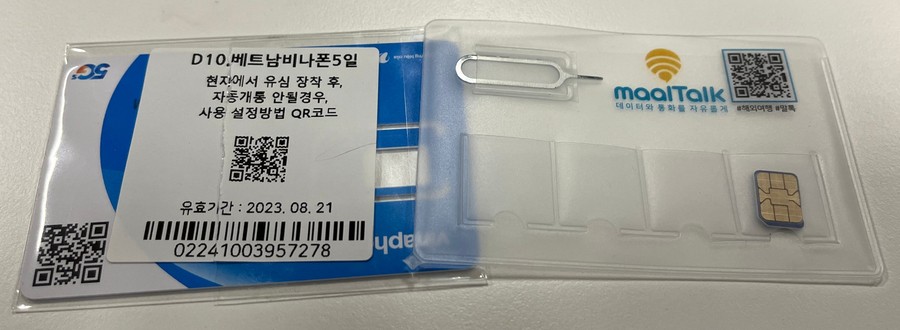 D10.베트남비나폰5일
현지에서 유심 장착 후,
자동개통 안될경우,
사용 설정방법 QR코드
유효기간 : 2023. 08. 21
02241003957278
5G
maalTalk
데이터와 통화를 자유롭게
#해외여행 #말톡